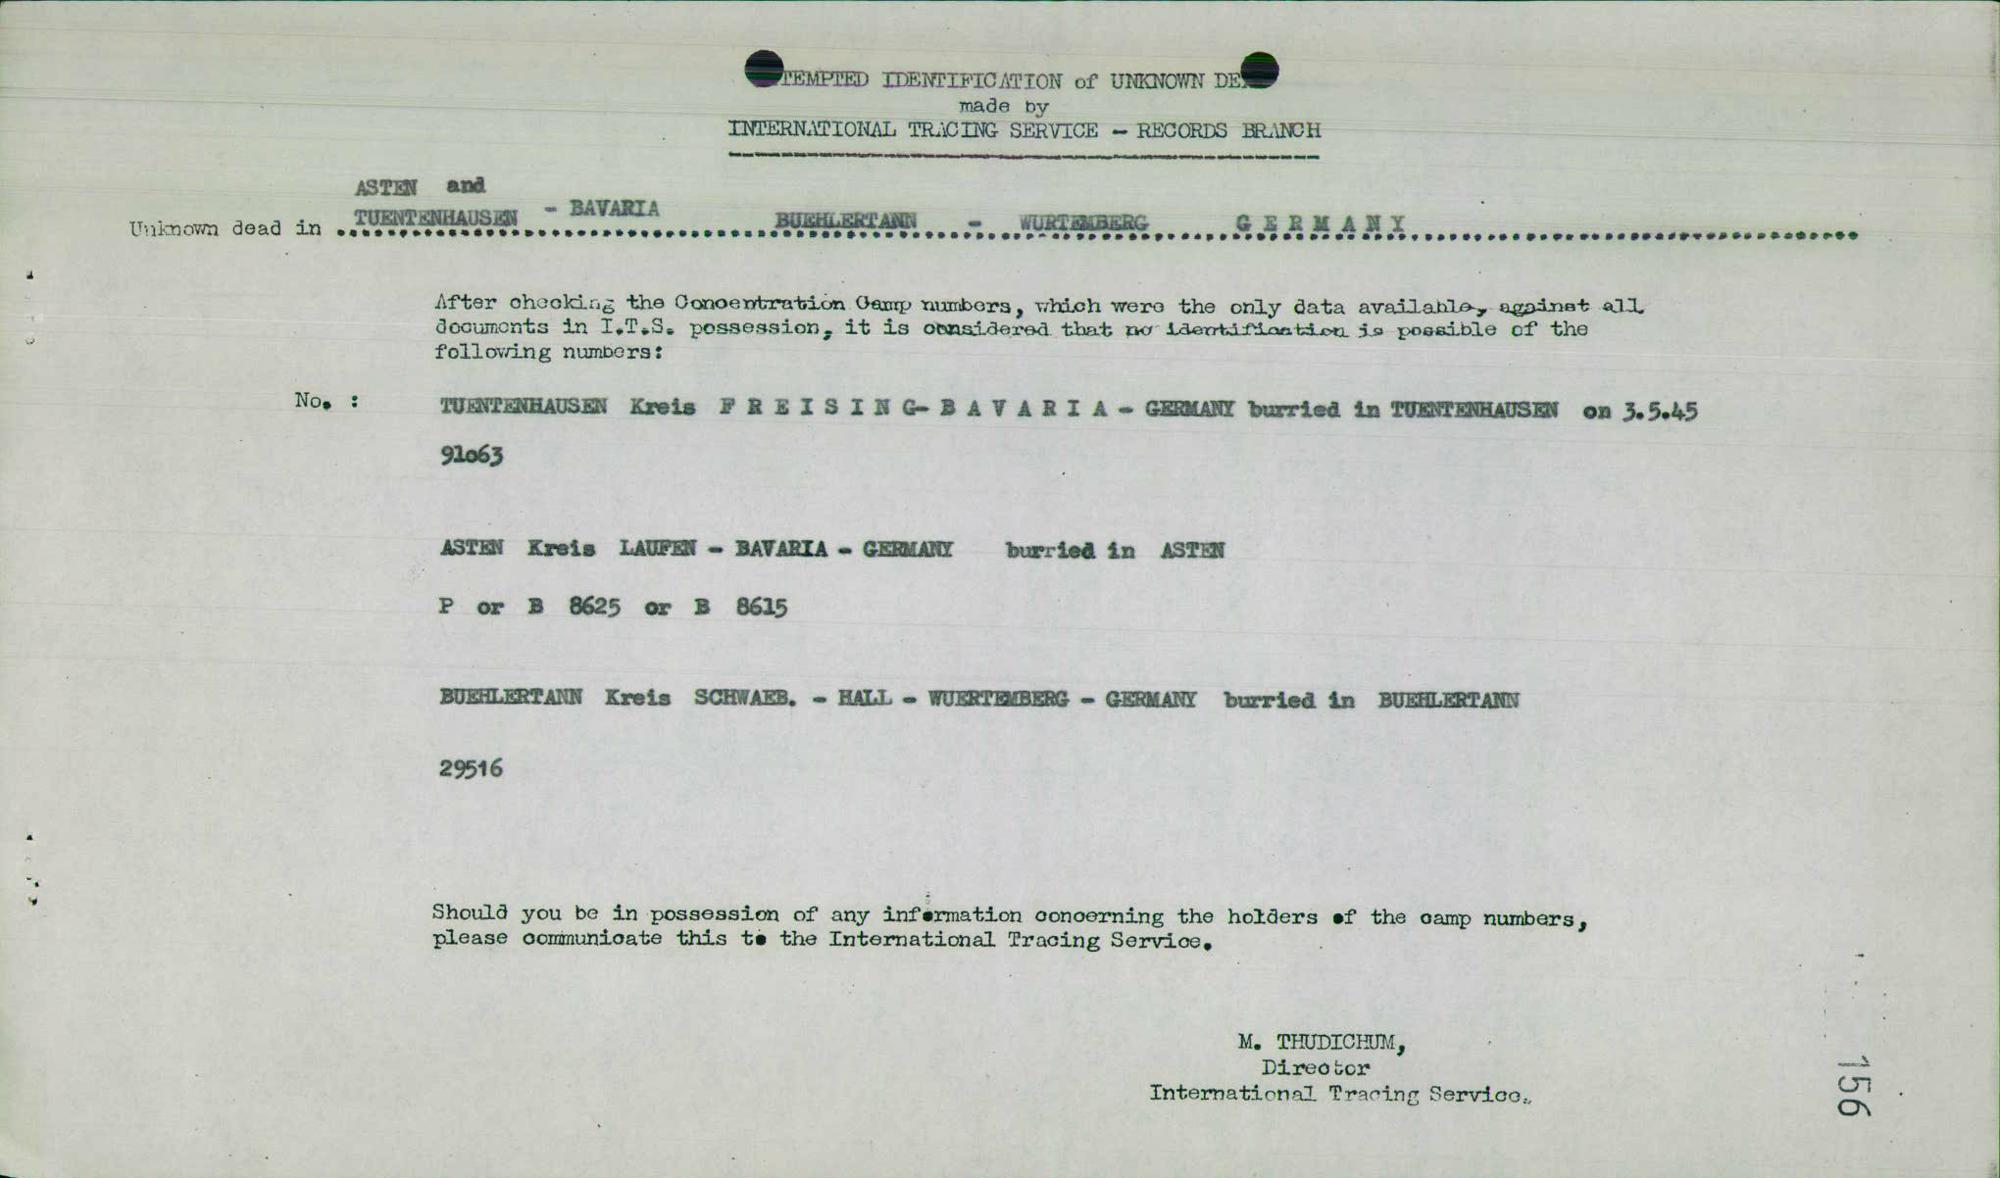 TEMPTED IDENTIFICATION of UNKNOWN DE
made by
INTERNATIONAL TRACING SERVICE - RECORDS BRANCH
ASTEN and
Unknown dead in TUENTENHAUSEN - BAVARIA BUEHLERTANN - WURTEMBERG G E R M A N Y
After checking the Concentration Camp numbers, which were the only data available, against all
documents in I.T.S. possession, it is considered that no identification is possible of the
following numbers:
No. : TUENTENHAUSEN Kreis F R E I S I N G- B A V A R I A - GERMANY burried in TUENTENHAUSEN on 3.5.45
91o63
ASTEN Kreis LAUFEN - BAVARIA - GERMANY burried in ASTEN
P or B 8625 or B 8615
BUEHLERTANN Kreis SCHWAEB. - HALL - WUERTEMBERG - GERMANY burried in BUEHLERTANN
29516
Should you be in possession of any information concerning the holders of the camp numbers,
please communicate this to the International Tracing Service.
M. THUDICHUM,
Director
International Tracing Service.
156